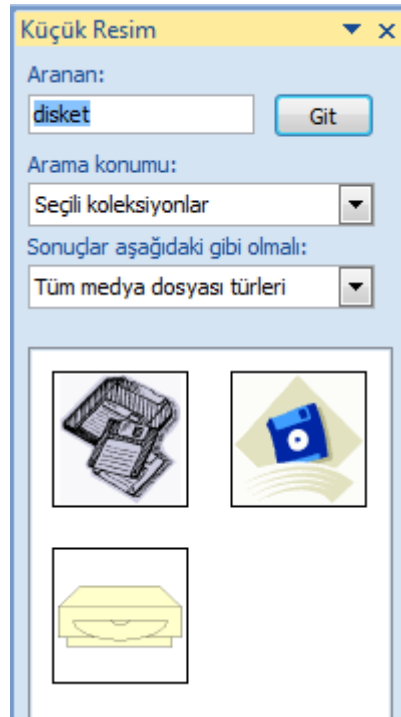 Küçük Resim
Aranan:
disket
Git
Arama konumu:
Seçili koleksiyonlar
Sonuçlar aşağıdaki gibi olmalı:
Tüm medya dosyası türleri